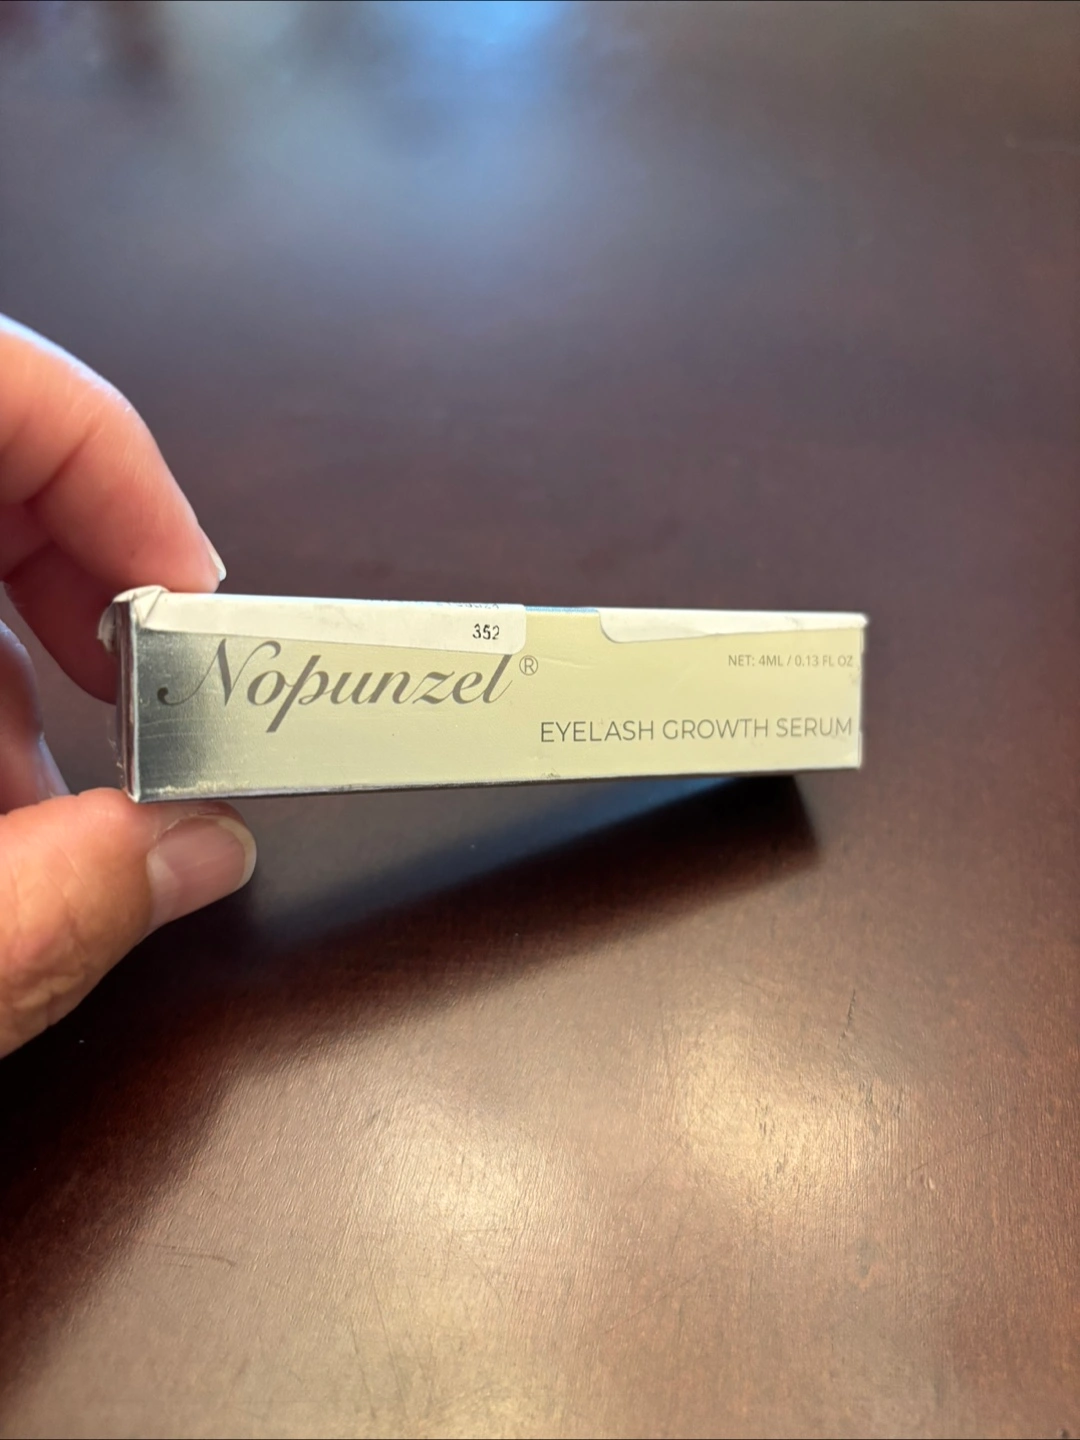 352
Nopunzel®
NET: 4ML / 0.13 FL OZ
EYELASH GROWTH SERUM